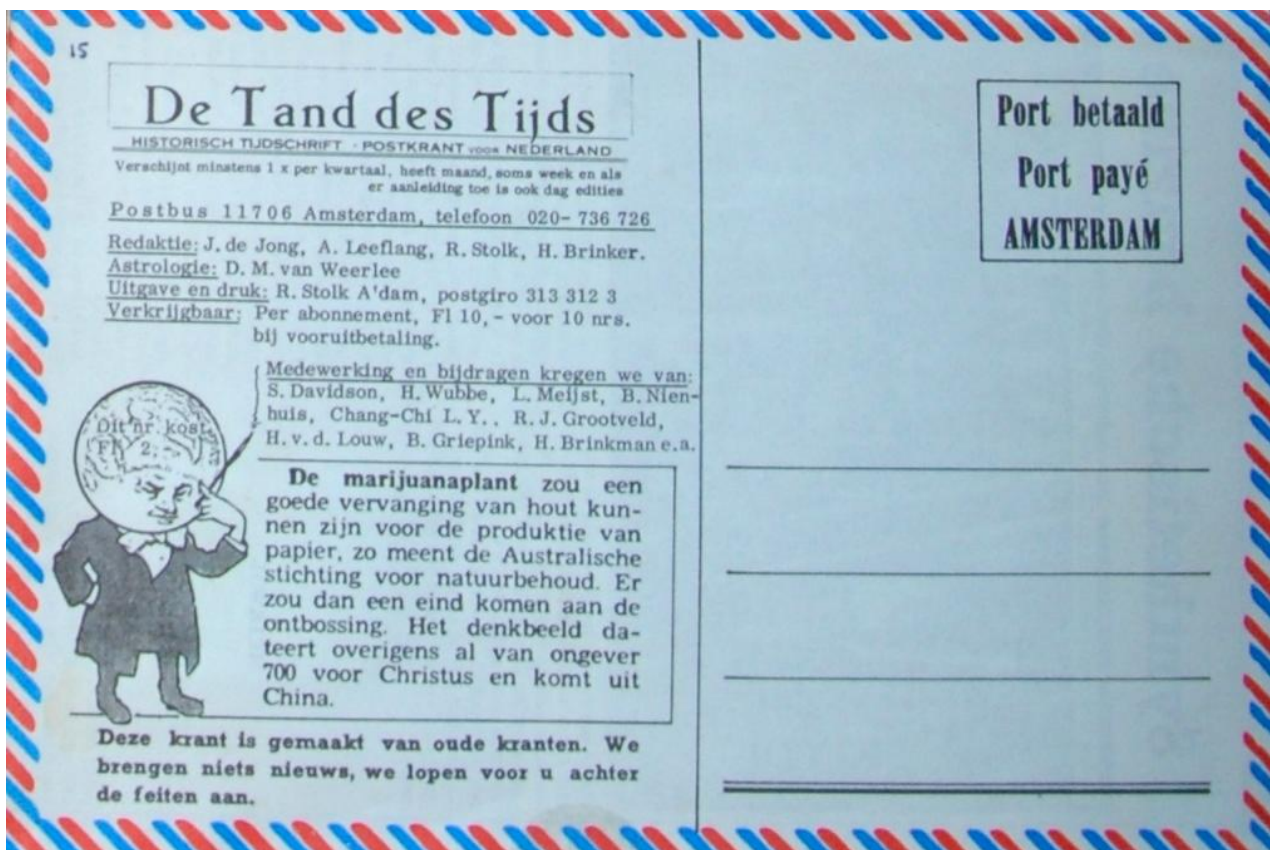 15
De Tand des Tijds
HISTORISCH TIJDSCHRIFT · POSTKRANT VOOR NEDERLAND
Verschijnt minstens 1 x per kwartaal, heeft maand, soms week en als
er aanleiding toe is ook dag edities
Postbus 11706 Amsterdam, telefoon 020- 736 726
Redaktie: J. de Jong, A. Leeflang, R. Stolk, H. Brinker.
Astrologie: D. M. van Weerlee
Uitgave en druk: R. Stolk A'dam, postgiro 313 312 3
Verkrijgbaar: Per abonnement, Fl 10, - voor 10 nrs.
bij vooruitbetaling.
Medewerking en bijdragen kregen we van:
S. Davidson, H. Wubbe, L. Meijst, B. Nien-
huis, Chang-Chi L. Y., R. J. Grootveld,
H. v. d. Louw, B. Griepink, H. Brinkman e.a.
Dit nr. kost
Fl. 2,
De marijuanaplant zou een
goede vervanging van hout kun-
nen zijn voor de produktie van
papier, zo meent de Australische
stichting voor natuurbehoud. Er
zou dan een eind komen aan de
ontbossing. Het denkbeeld da-
teert overigens al van ongever
700 voor Christus en komt uit
China.
Deze krant is gemaakt van oude kranten. We
brengen niets nieuws, we lopen voor u achter
de feiten aan.
Port betaald
Port payé
AMSTERDAM